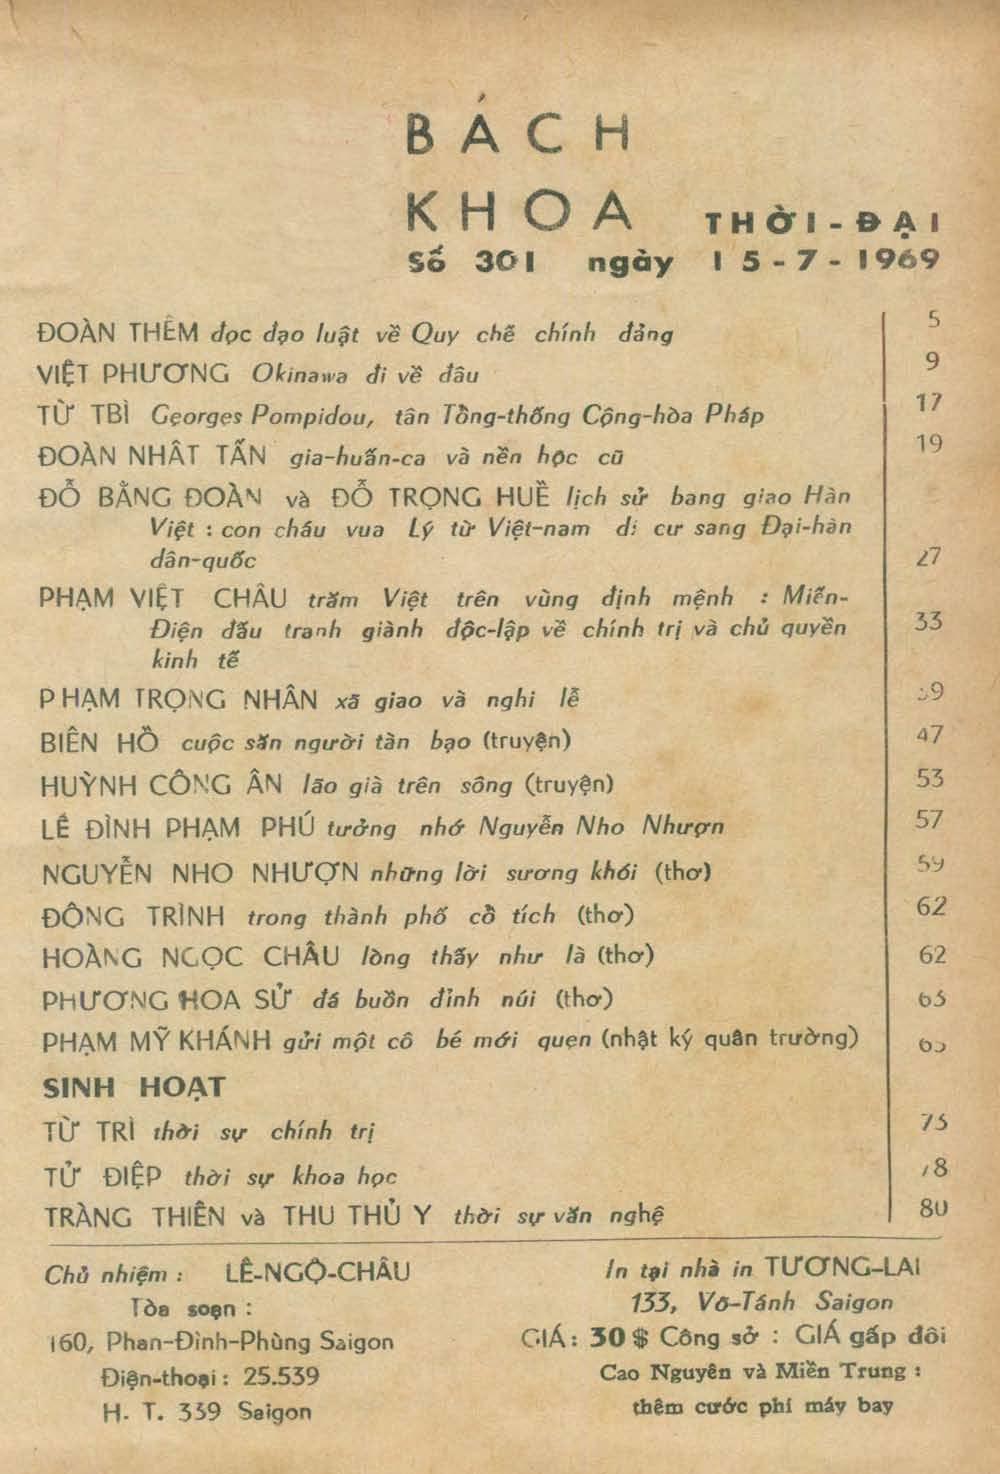 BÁCH
KHOA THỜI-ĐẠI
Số 301 ngày 15-7-1969
ĐOÀN THÊM đọc đạo luật về Quy chế chính đảng 5
VIỆT PHƯƠNG Okinawa đi về đâu 9
TỪ TBÌ Georges Pompidou, tân Tổng-thống Cộng-hòa Pháp 17
ĐOÀN NHẬT TẤN gia-huấn-ca và nền học cũ 19
ĐỖ BẰNG ĐOÀN và ĐỖ TRỌNG HUỀ lịch sử bang giao Hàn
Việt : con cháu vua Lý từ Việt-nam di cư sang Đại-hàn
dân-quốc 27
PHẠM VIỆT CHÂU trăm Việt trên vùng định mệnh : Miến-
Điện đấu tranh giành độc-lập về chính trị và chủ quyền 33
kinh tế
PHẠM TRỌNG NHÂN xã giao và nghi lễ 39
BIÊN HỒ cuộc săn người tàn bạo (truyện) 47
HUỲNH CÔNG ÂN lão già trên sông (truyện) 53
LÊ ĐÌNH PHẠM PHÚ tưởng nhớ Nguyễn Nho Nhượn 57
NGUYỄN NHO NHƯỢN những lời sương khói (thơ) 59
ĐÔNG TRÌNH trong thành phố cổ tích (thơ) 62
HOÀNG NGỌC CHÂU lòng thấy như là (thơ) 62
PHƯƠNG HOA SỬ đá buồn đỉnh núi (thơ) 63
PHẠM MỸ KHÁNH gửi một cô bé mới quen (nhật ký quân trường)
SINH HOẠT
TỪ TRÌ thời sự chính trị 73
TỬ ĐIỆP thời sự khoa học 78
TRÀNG THIÊN và THU THỦY thời sự văn nghệ 80
Chủ nhiệm : LÊ-NGỘ-CHÂU
Tòa soạn :
160, Phan-Đình-Phùng Saigon
Điện-thoại : 25.539
H. T. 339 Saigon
In tại nhà in TƯƠNG-LAI
133, Võ-Tánh Saigon
GIÁ : 30 $ Công sở : GIÁ gấp đôi
Cao Nguyên và Miền Trung :
thêm cước phí máy bay